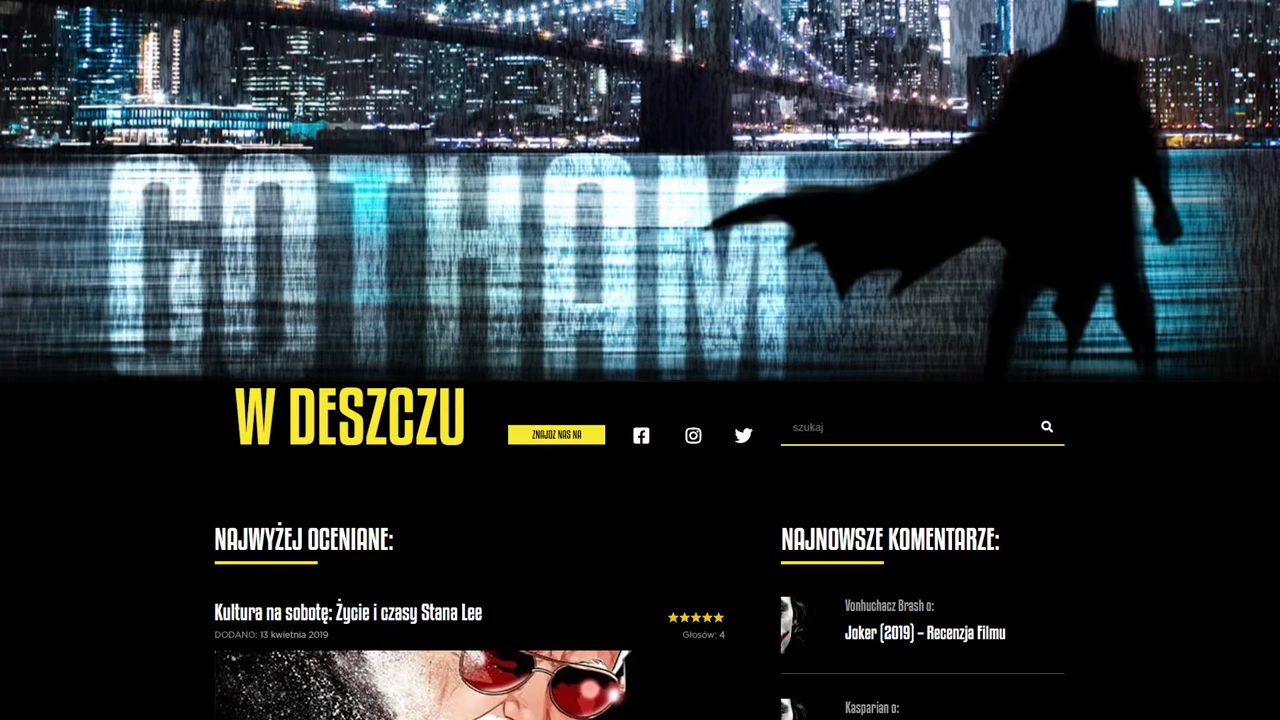 GOTHAM
W DESZCZU
ZNAJDZ NAS NA
szukaj
NAJWYŻEJ OCENIANE:
Kultura na sobotę: Życie i czasy Stana Lee
DODANO: 13 kwietnia 2019
Głosów: 4
NAJNOWSZE KOMENTARZE:
Vonhuchacz Brash o:
Joker (2019) – Recenzja Filmu
Kasparian o: